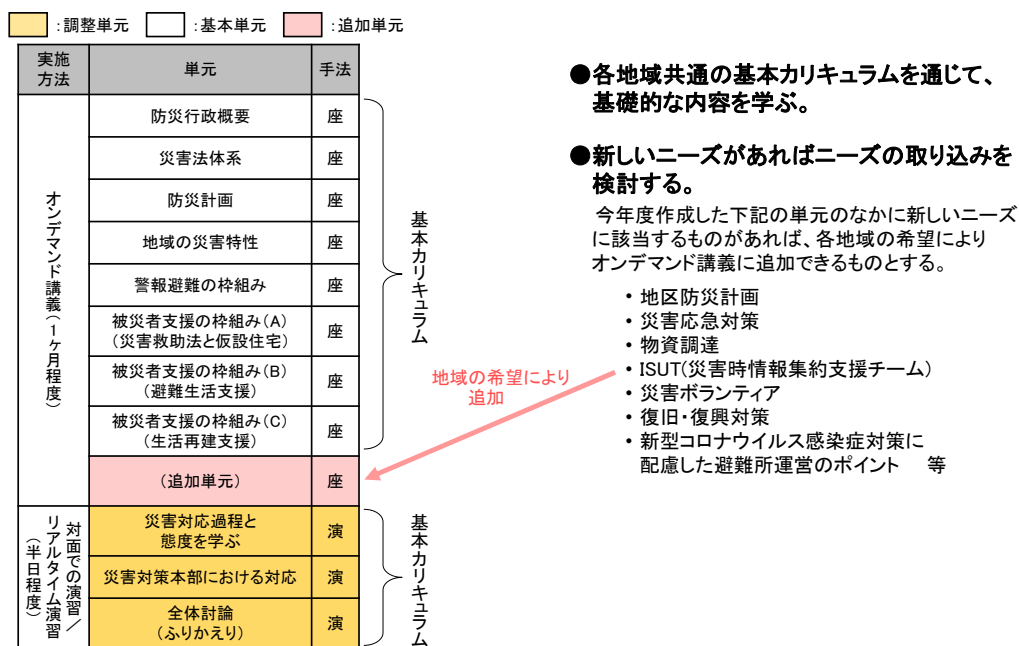 :調整単元 :基本単元 :追加単元
実施
方法
単元
手法
オンデマンド講義(1ヶ月程度)
防災行政概要 座
災害法体系 座
防災計画 座
地域の災害特性 座
警報避難の枠組み 座
被災者支援の枠組み(A)
(災害救助法と仮設住宅)
座
被災者支援の枠組み(B)
(避難生活支援)
座
被災者支援の枠組み(C)
(生活再建支援)
座
(追加単元) 座
基本カリキュラム
対面での演習/
リアルタイム演習
(半日程度)
災害対応過程と
態度を学ぶ
演
災害対策本部における対応 演
全体討論
(ふりかえり)
演
基本カリキュラム
地域の希望により
追加
●各地域共通の基本カリキュラムを通じて、
基礎的な内容を学ぶ。
●新しいニーズがあればニーズの取り込みを
検討する。
今年度作成した下記の単元のなかに新しいニーズ
に該当するものがあれば、各地域の希望により
オンデマンド講義に追加できるものとする。
・地区防災計画
・災害応急対策
・物資調達
・ISUT(災害時情報集約支援チーム)
・災害ボランティア
・復旧・復興対策
・新型コロナウイルス感染症対策に
配慮した避難所運営のポイント 等